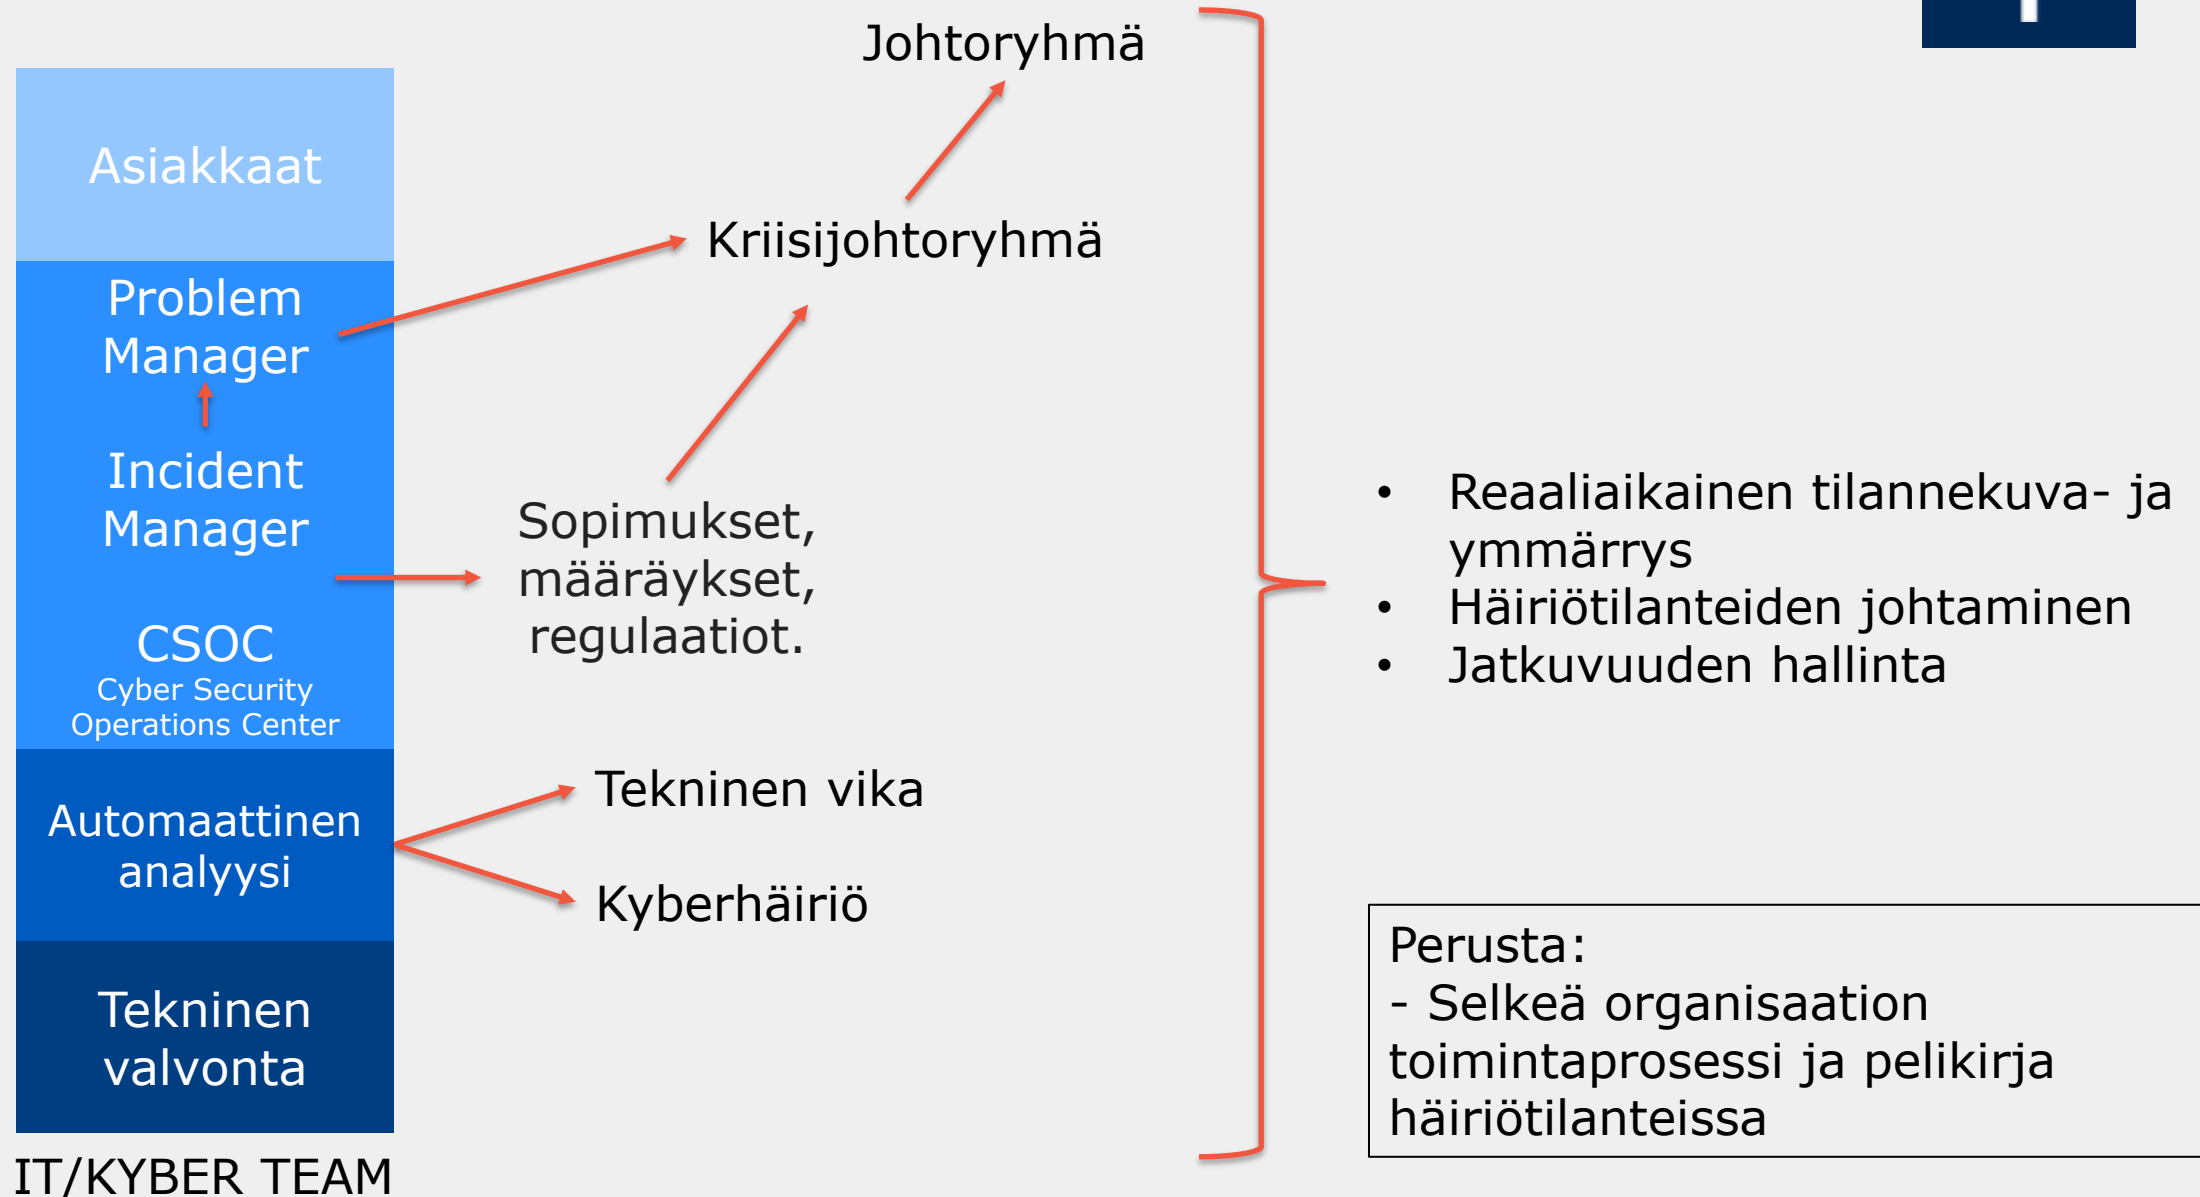 Johtoryhmä
Asiakkaat
Kriisijohtoryhmä
Problem
Manager
Incident
Manager
Sopimukset,
määräykset,
regulaatiot.
CSOC
Cyber Security
Operations Center
• Reaaliaikainen tilannekuva- ja
ymmärrys
• Häiriötilanteiden johtaminen
• Jatkuvuuden hallinta
Automaattinen
analyysi
Tekninen vika
Kyberhäiriö
Tekninen
valvonta
IT/KYBER TEAM
Perusta:
- Selkeä organisaation
toimintaprosessi ja pelikirja
häiriötilanteissa